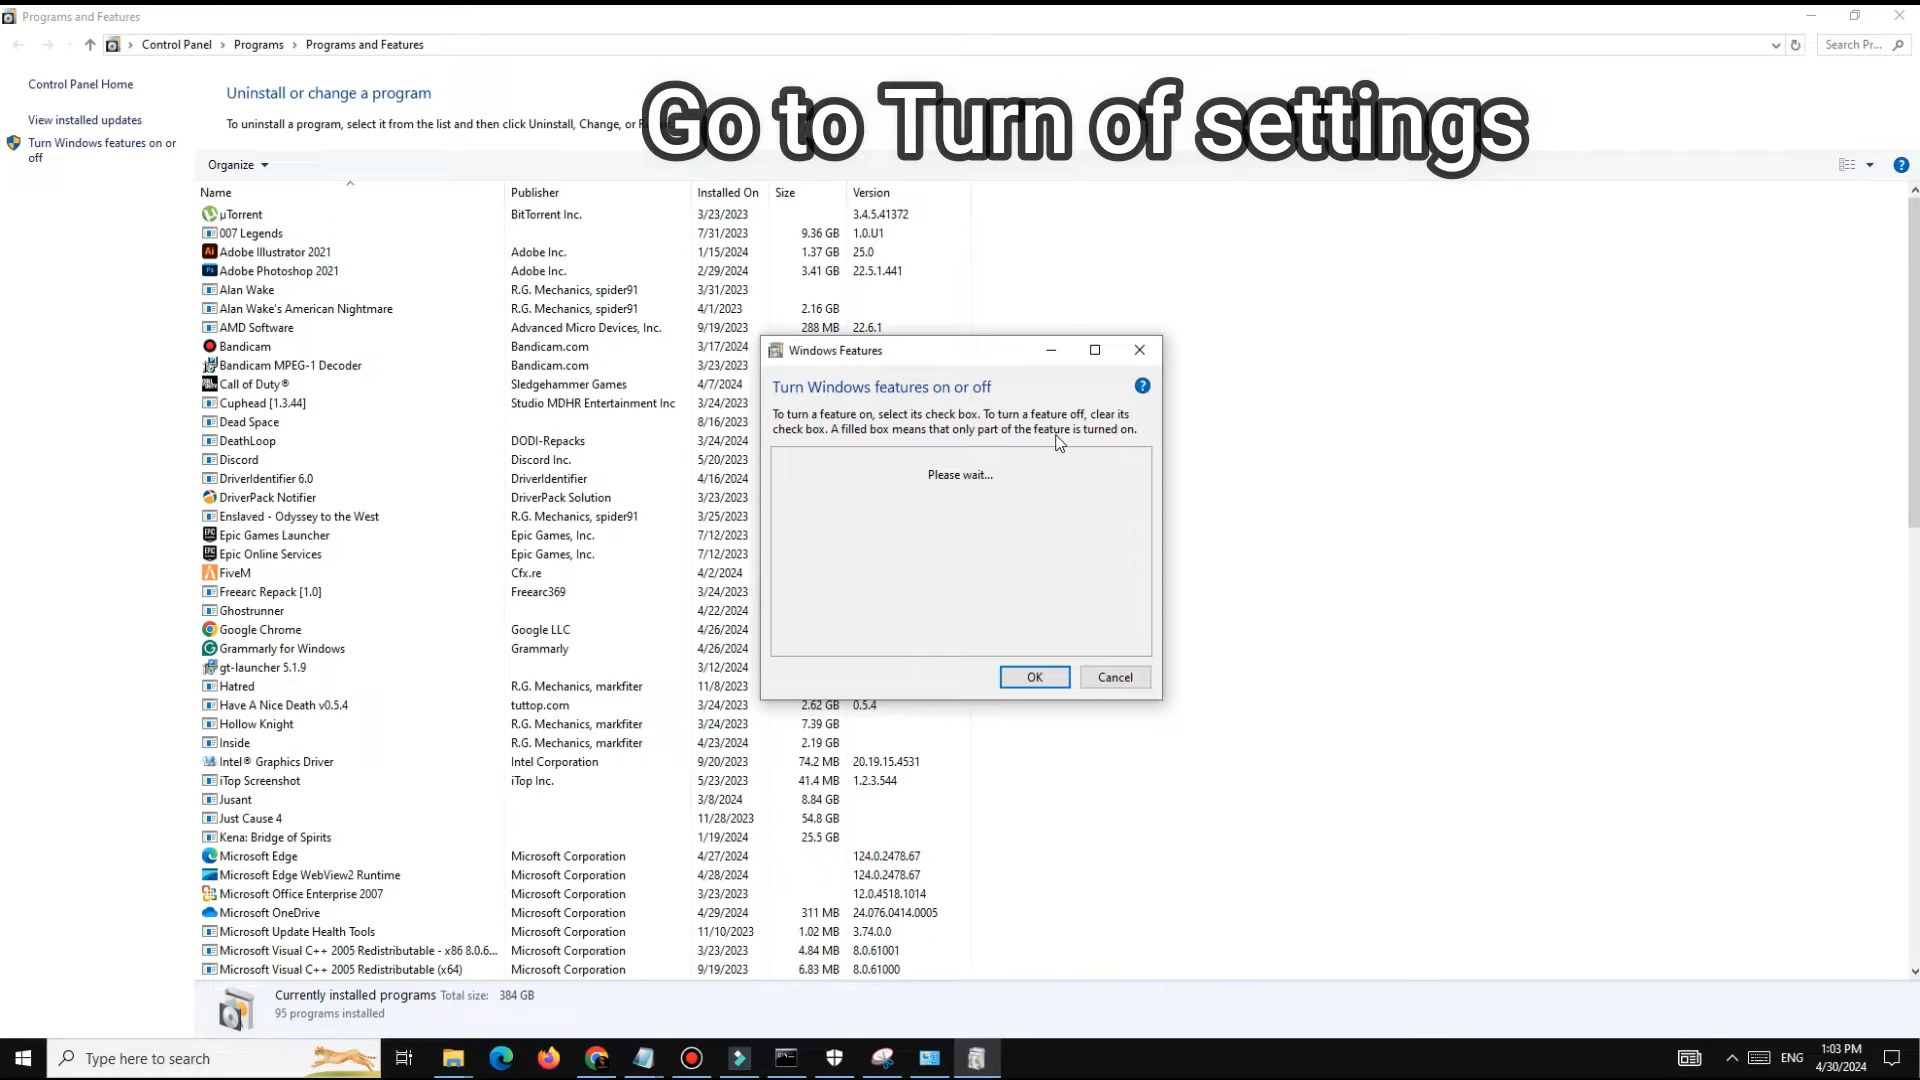 Programs and Features
Control Panel > Programs > Programs and Features
Search Pr...
Control Panel Home
View installed updates
Turn Windows features on or
off
Uninstall or change a program
To uninstall a program, select it from the list and then click Uninstall, Change, or
Go to Turn of settings
Organize
Name Publisher Installed On Size Version
µTorrent BitTorrent Inc. 3/23/2023 3.4.5.41372
007 Legends 7/31/2023 9.36 GB 1.0.U1
Adobe Illustrator 2021 Adobe Inc. 1/15/2024 1.37 GB 25.0
Adobe Photoshop 2021 Adobe Inc. 2/29/2024 3.41 GB 22.5.1.441
Alan Wake R.G. Mechanics, spider91 3/31/2023
Alan Wake's American Nightmare R.G. Mechanics, spider91 4/1/2023 2.16 GB
AMD Software Advanced Micro Devices, Inc. 9/19/2023 288 MB 22.6.1
Bandicam Bandicam.com 3/17/2024
Bandicam MPEG-1 Decoder Bandicam.com 3/23/2023
Call of Duty® Sledgehammer Games 4/7/2024
Cuphead [1.3.44] Studio MDHR Entertainment Inc 3/24/2023
Dead Space 8/16/2023
DeathLoop DODI-Repacks 3/24/2023
Discord Discord Inc. 5/20/2023
DriverIdentifier 6.0 DriverIdentifier 4/16/2024
DriverPack Notifier DriverPack Solution 3/23/2023
Enslaved - Odyssey to the West R.G. Mechanics, spider91 3/25/2023
Epic Games Launcher Epic Games, Inc. 7/12/2023
Epic Online Services Epic Games, Inc. 7/12/2023
FiveM Cfx.re 4/2/2024
Freearc Repack [1.0] Freearc369 3/24/2023
Ghostrunner 4/22/2024
Google Chrome Google LLC 4/26/2024
Grammarly for Windows Grammarly 4/26/2024
gt-launcher 5.1.9 3/12/2024
Hatred R.G. Mechanics, markfiter 11/8/2023
Have A Nice Death v0.5.4 tuttop.com 3/24/2023 2.62 GB 0.5.4
Hollow Knight R.G. Mechanics, markfiter 3/24/2023 7.39 GB
Inside R.G. Mechanics, markfiter 4/23/2024 2.19 GB
Intel® Graphics Driver Intel Corporation 9/20/2023 74.2 MB 20.19.15.4531
iTop Screenshot iTop Inc. 5/23/2023 41.4 MB 1.2.3.544
Jusant 3/8/2024 8.84 GB
Just Cause 4 11/28/2023 54.8 GB
Kena: Bridge of Spirits 1/19/2024 25.5 GB
Microsoft Edge Microsoft Corporation 4/27/2024 124.0.2478.67
Microsoft Edge WebView2 Runtime Microsoft Corporation 4/28/2024 124.0.2478.67
Microsoft Office Enterprise 2007 Microsoft Corporation 3/23/2023 12.0.4518.1014
Microsoft OneDrive Microsoft Corporation 4/29/2024 311 MB 24.076.0414.0005
Microsoft Update Health Tools Microsoft Corporation 11/10/2023 1.02 MB 3.74.0.0
Microsoft Visual C++ 2005 Redistributable - x86 8.0.6... Microsoft Corporation 3/23/2023 4.84 MB 8.0.61001
Microsoft Visual C++ 2005 Redistributable (x64) Microsoft Corporation 9/19/2023 6.83 MB 8.0.61000
Windows Features
Turn Windows features on or off
To turn a feature on, select its check box. To turn a feature off, clear its
check box. A filled box means that only part of the feature is turned on.
Please wait...
OK Cancel
Currently installed programs Total size: 384 GB
95 programs installed
Type here to search
ENG
1:03 PM
4/30/2024